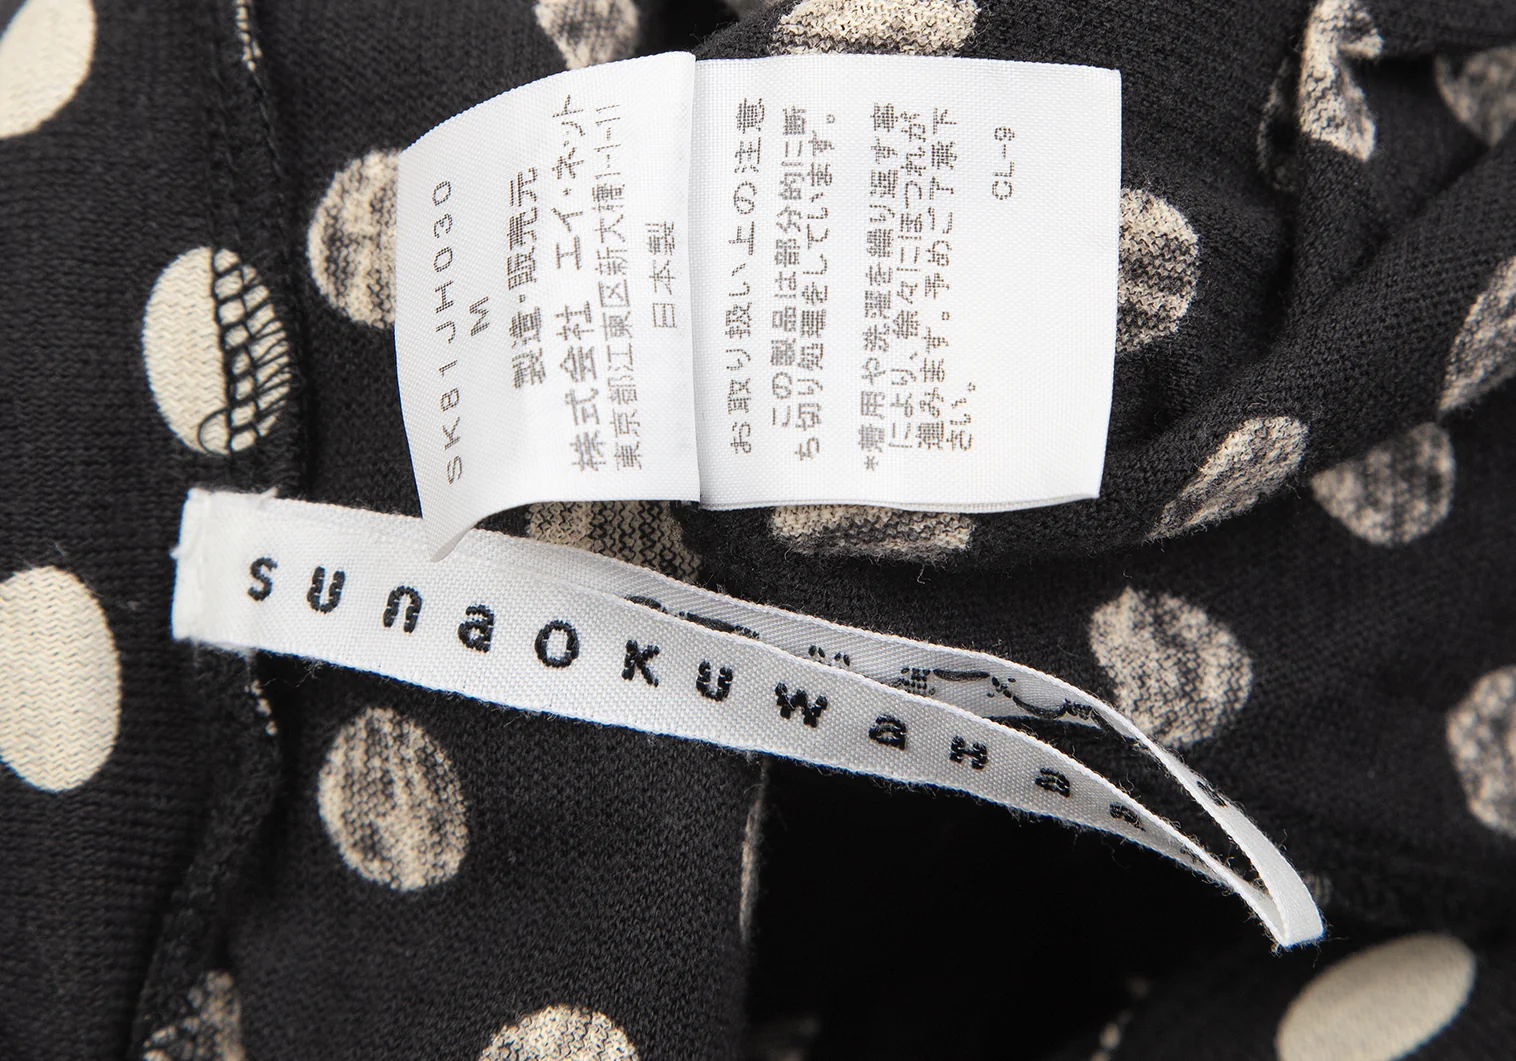 SK81JH030
M
製造・販売元
株式会社 エイ・ネット
東京都江東区新大橋1-1-11
日本製
お取り扱い上の注意
この製品は部分的に断
ち切り処理をしています。
*着用や洗濯を繰り返す事
により、徐々にほつれが
進みます。予めご了承下
さい。
CL-9
sunaoKuwaHa